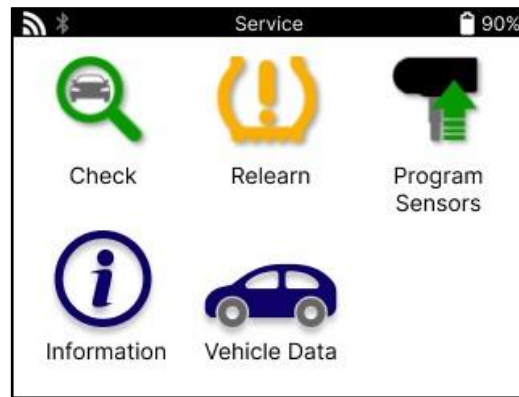 Service
90%
Check
Relearn
Program
Sensors
Information
Vehicle Data